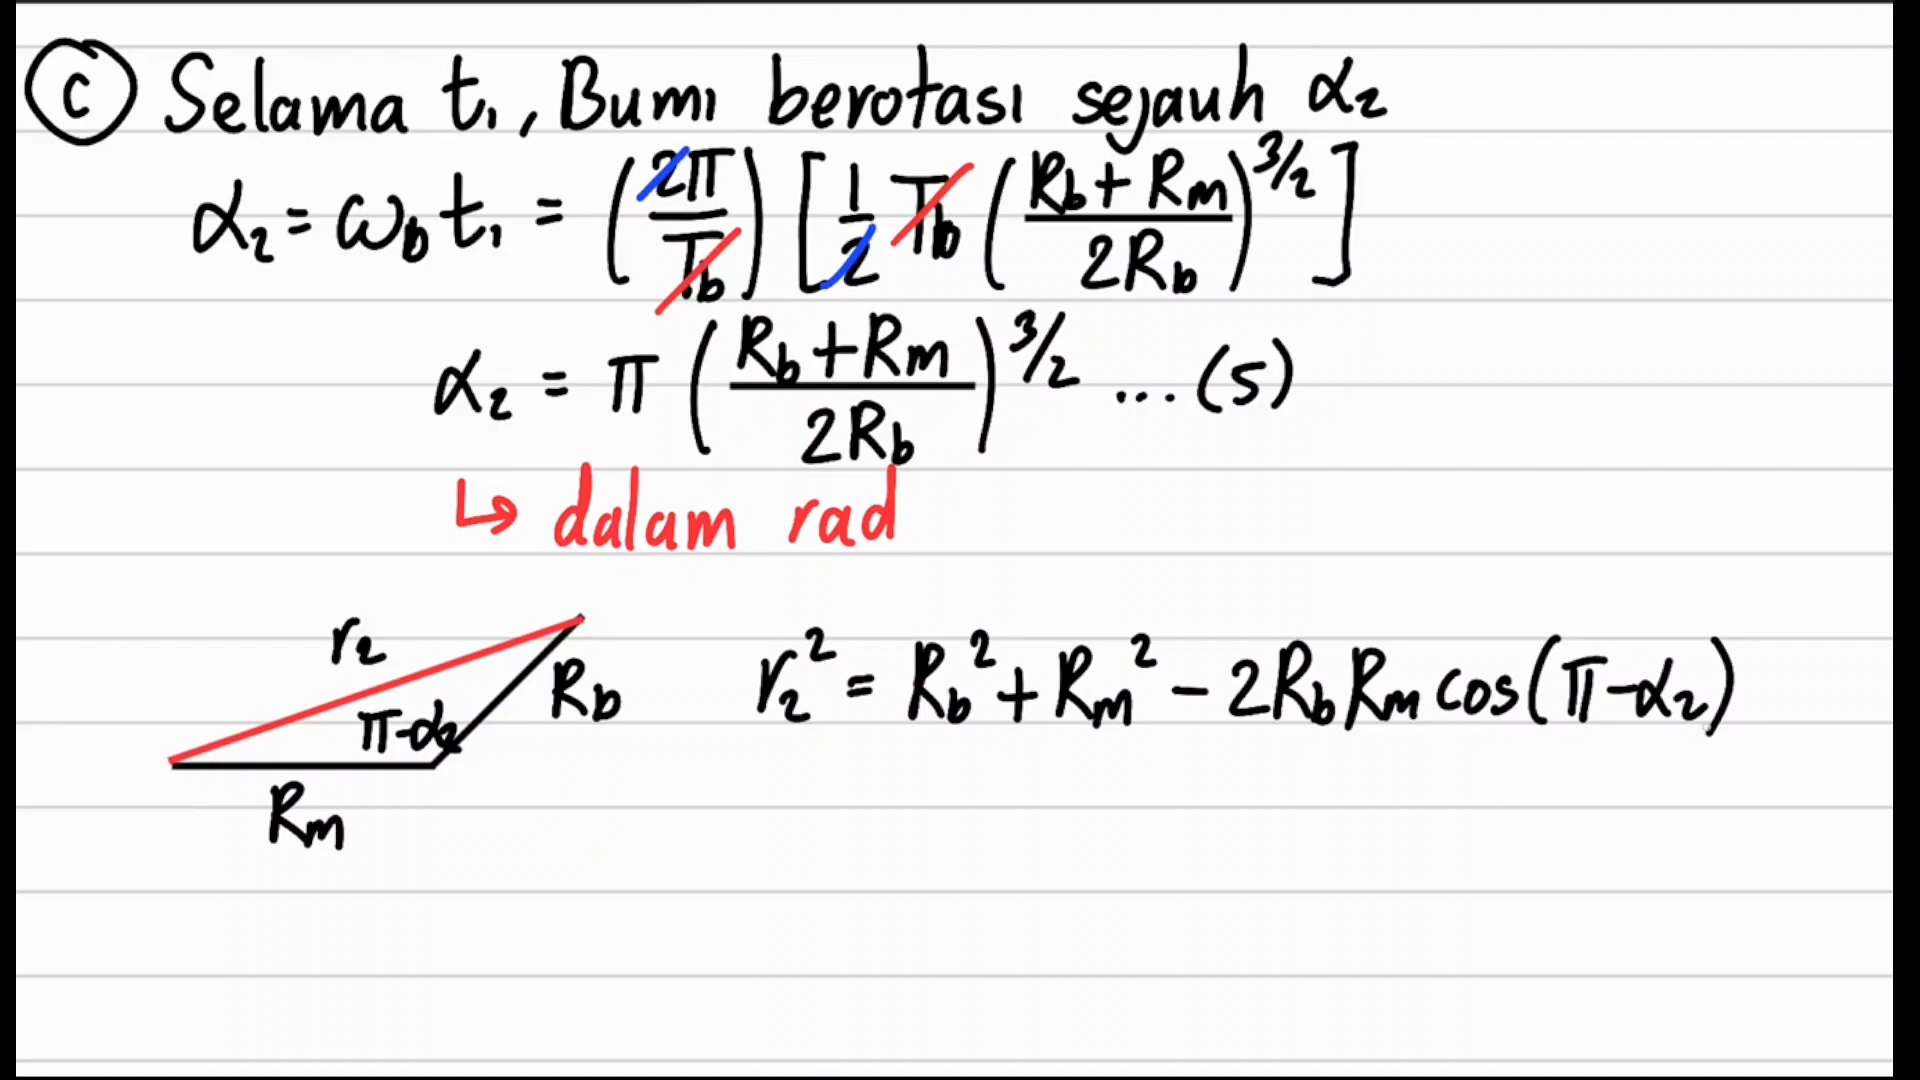 (c) Selama t₁, Bumi berotasi sejauh α₂
α₂ = ω_b t₁ = (2π/T_b) [1/2 T_b ((R_b + R_m)/2R_b)^3/2]
α₂ = π ((R_b + R_m)/2R_b)^3/2 ... (5)
↳ dalam rad
r₂
π-α₂
R_b
R_m
r₂² = R_b² + R_m² - 2R_b R_m cos(π-α₂)